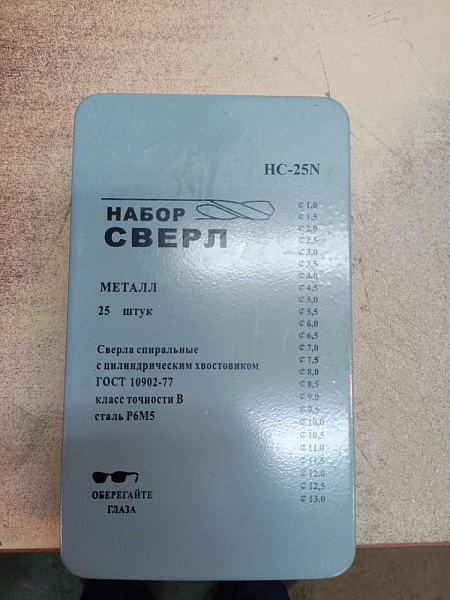 НС-25N
НАБОР
СВЕРЛ
МЕТАЛЛ
25 штук
Сверла спиральные
с цилиндрическим хвостовиком
ГОСТ 10902-77
класс точности В
сталь Р6М5
ОБЕРЕГАЙТЕ
ГЛАЗА
¢ 1,0
¢ 1,5
¢ 2,0
¢ 2,5
¢ 3,0
¢ 3,5
¢ 4,0
¢ 4,5
¢ 5,0
¢ 5,5
¢ 6,0
¢ 6,5
¢ 7,0
¢ 7,5
¢ 8,0
¢ 8,5
¢ 9,0
¢ 9,5
¢ 10,0
¢ 10,5
¢ 11,0
¢ 11,5
¢ 12,0
¢ 12,5
¢ 13,0